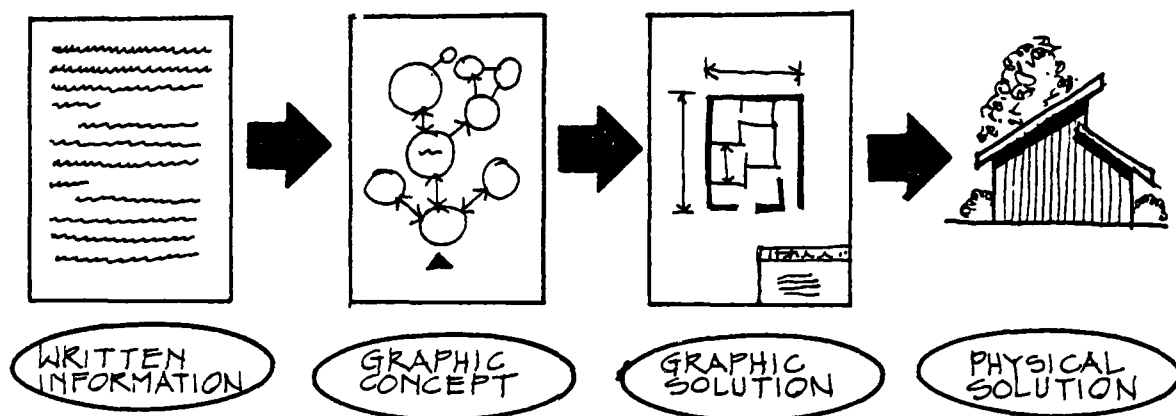 WRITTEN
INFORMATION
GRAPHIC
CONCEPT
GRAPHIC
SOLUTION
PHYSICAL
SOLUTION